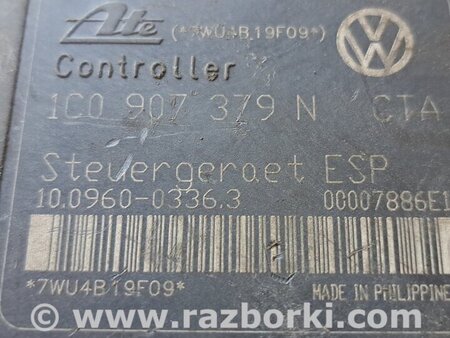 Ate (*7WU4B19F09*)
Controller
1C0 907 379 N CTA
Steuergeraet ESP
10.0960-0336.3 00007886E1
*7WU4B19F09* MADE IN PHILIPPINE
www.razborki.com